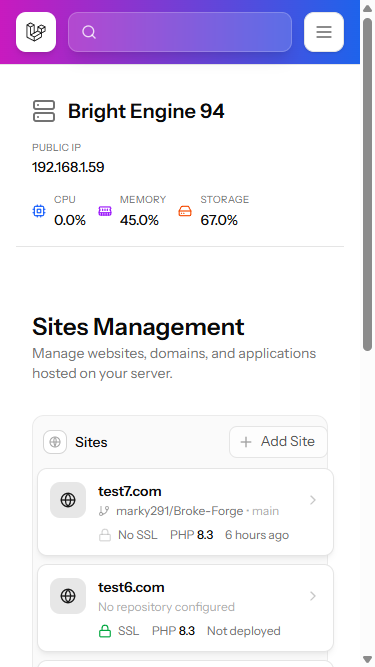 Bright Engine 94
PUBLIC IP
192.168.1.59
CPU MEMORY STORAGE
0.0% 45.0% 67.0%
Sites Management
Manage websites, domains, and applications
hosted on your server.
Sites + Add Site
test7.com
marky291/Broke-Forge • main
No SSL PHP 8.3 6 hours ago
test6.com
No repository configured
SSL PHP 8.3 Not deployed